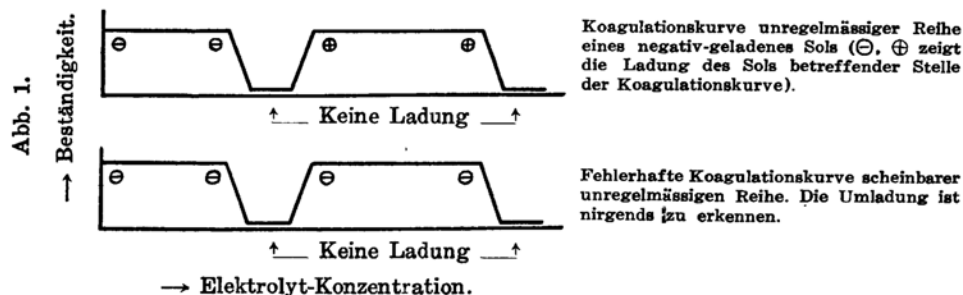 Abb. 1.
→ Beständigkeit.
⊖ ⊖ ⊕ ⊕
↑ Keine Ladung ↑
Koagulationskurve unregelmässiger Reihe
eines negativ-geladenes Sols (⊖, ⊕ zeigt
die Ladung des Sols betreffender Stelle
der Koagulationskurve).
⊖ ⊖ ⊖ ⊖
↑ Keine Ladung ↑
Fehlerhafte Koagulationskurve scheinbarer
unregelmässigen Reihe. Die Umladung ist
nirgends zu erkennen.
→ Elektrolyt-Konzentration.